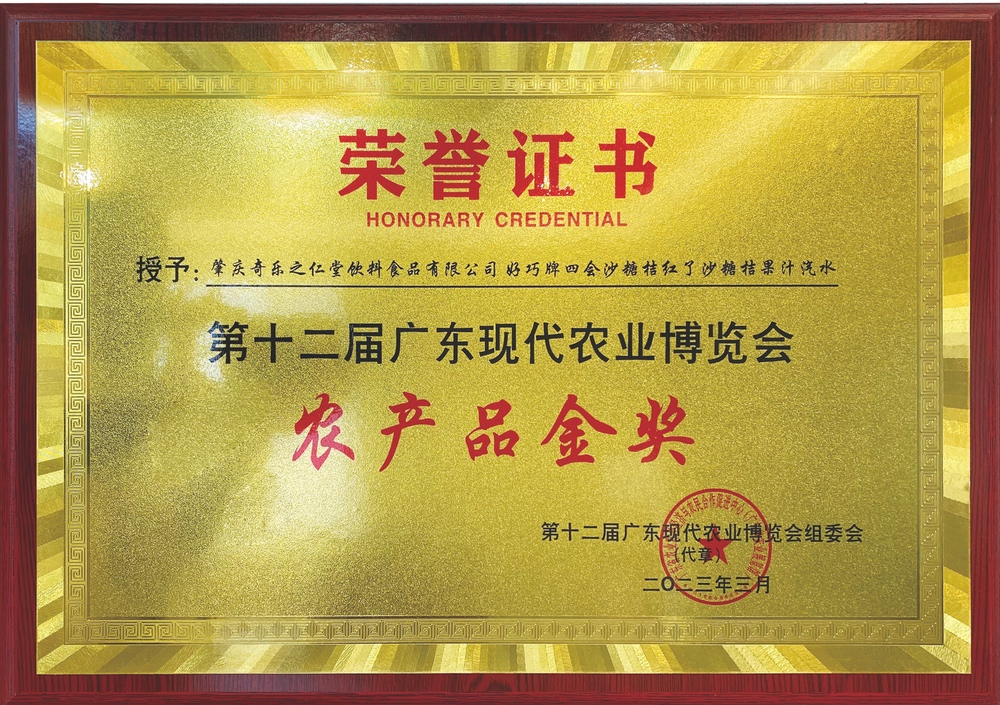 荣誉证书
HONORARY CREDENTIAL
授予：肇庆奇乐之仁堂饮料食品有限公司 好巧牌四会沙糖桔红了沙糖桔果汁汽水
第十二届广东现代农业博览会
农产品金奖
第十二届广东现代农业博览会组委会
（代章）
二〇二三年三月